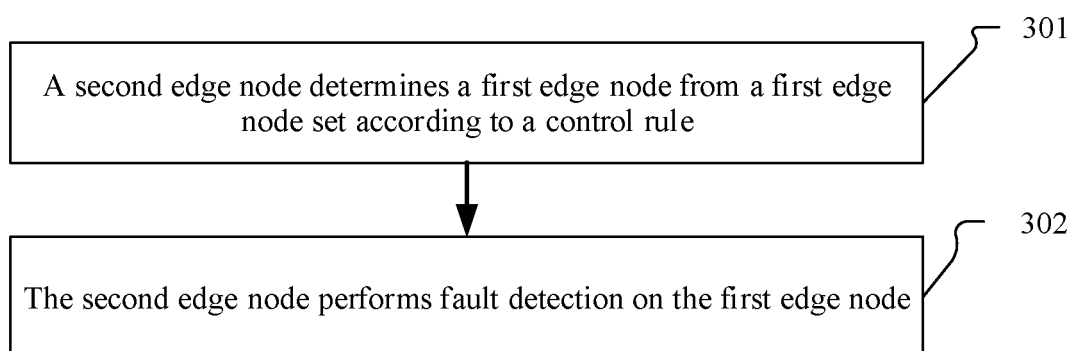 301
A second edge node determines a first edge node from a first edge
node set according to a control rule
302
The second edge node performs fault detection on the first edge node